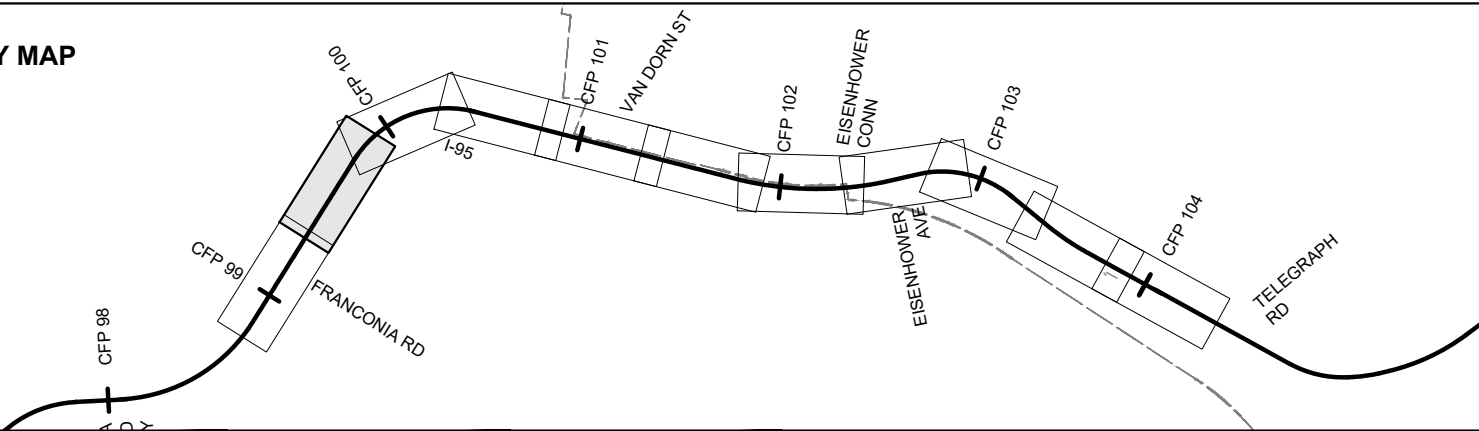 Y MAP
CFP 98
CFP 99
FRANCONIA RD
CFP 100
I-95
CFP 101
VAN DORN ST
CFP 102
EISENHOWER
CONN
EISENHOWER
AVE
CFP 103
CFP 104
TELEGRAPH
RD
A
D
Y